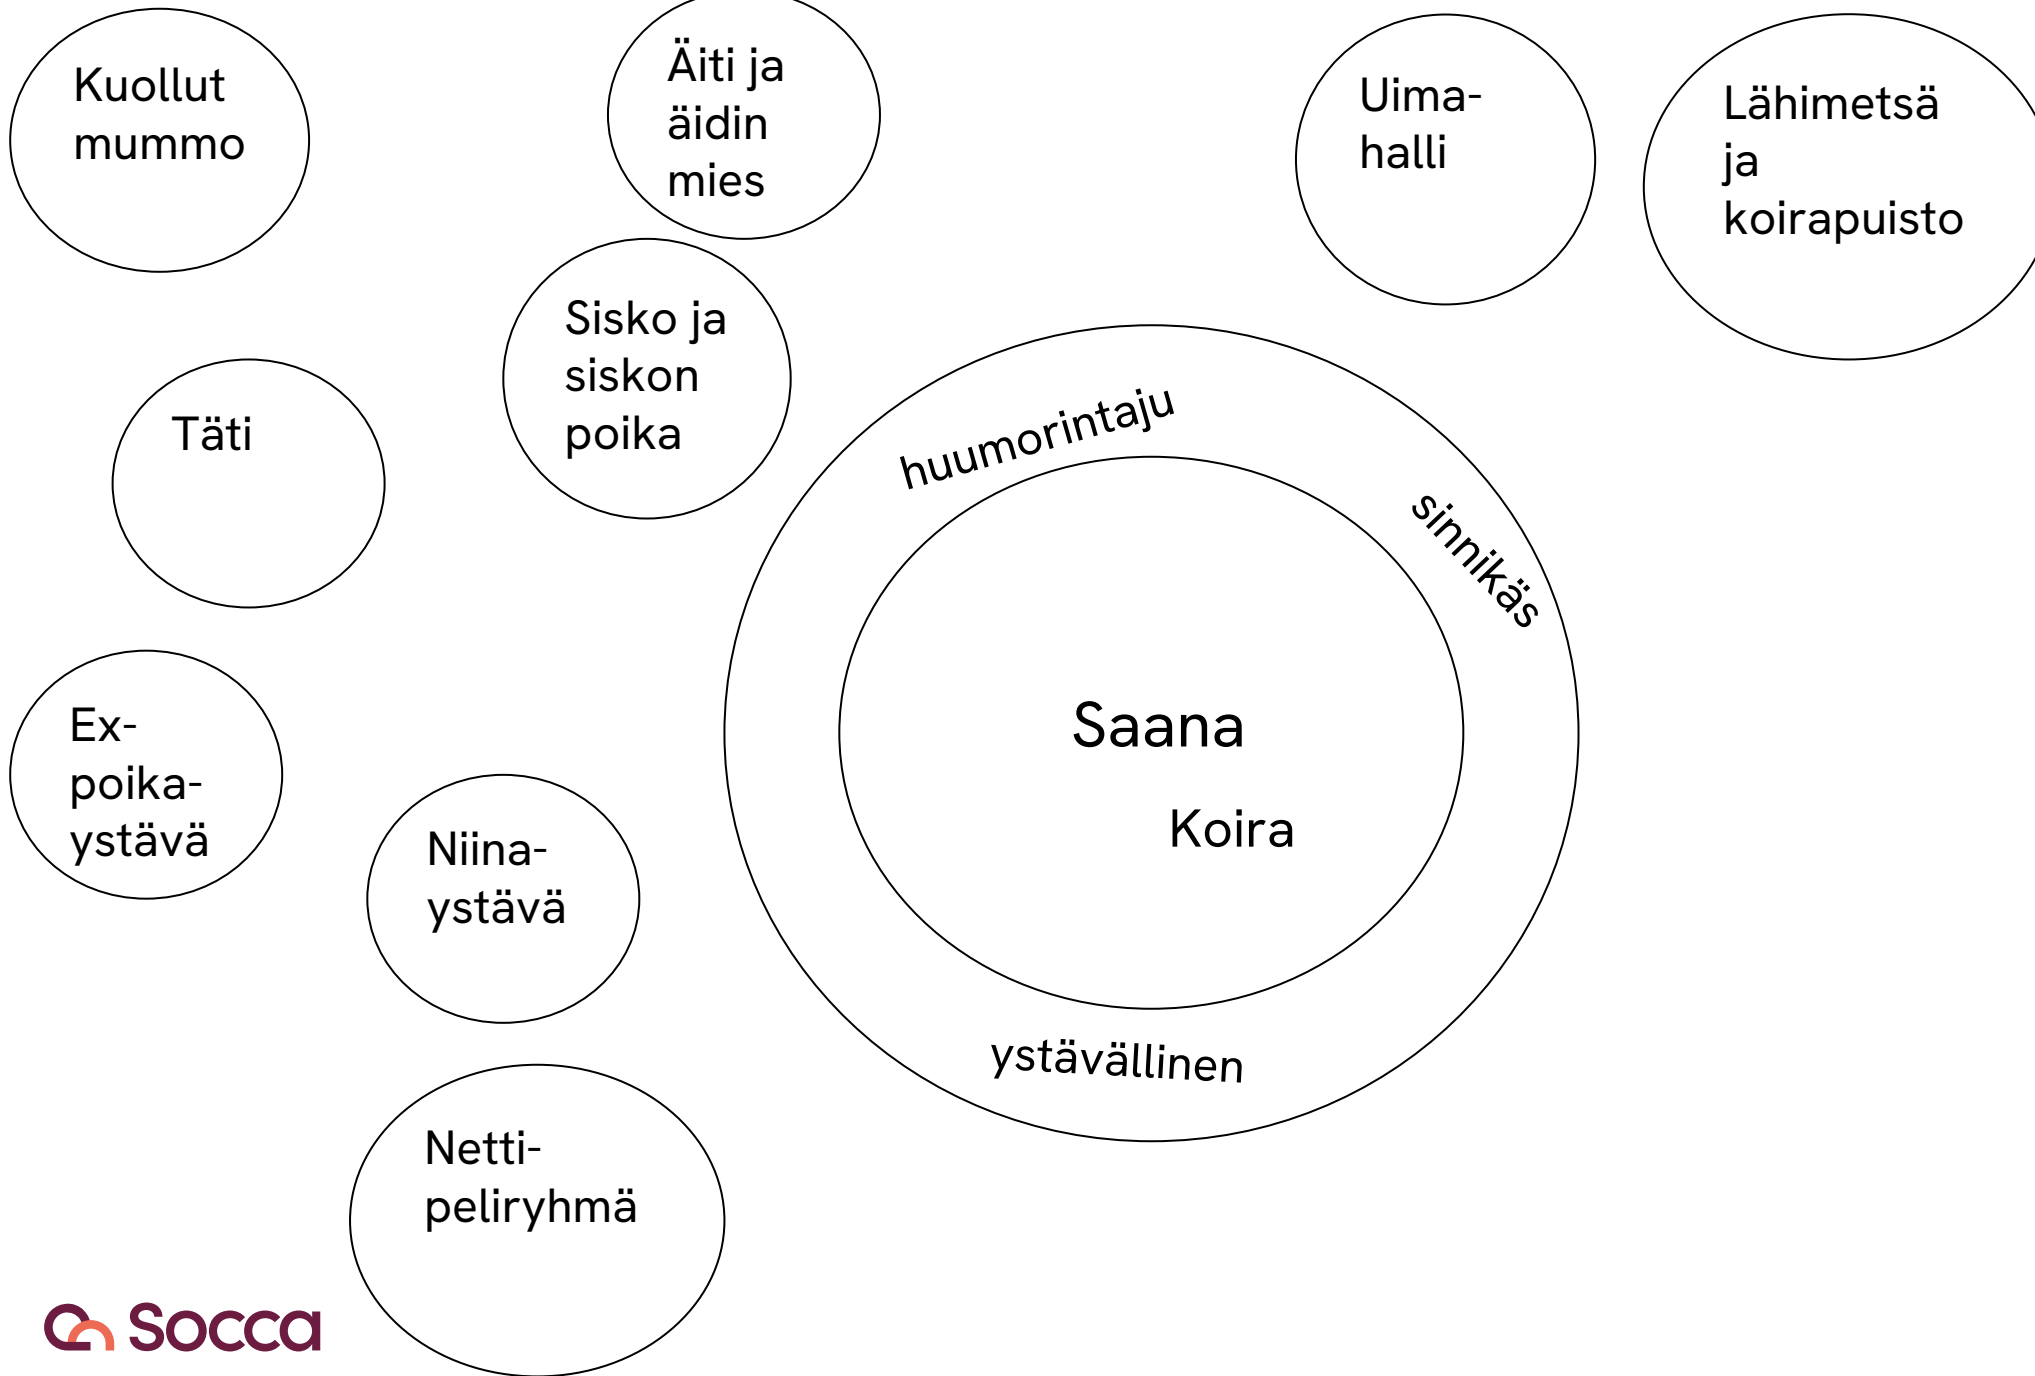 Kuollut
mummo
Äiti ja
äidin
mies
Uima-
halli
Lähimetsä
ja
koirapuisto
Sisko ja
siskon
poika
Täti
huumorintaju
sinnikäs
Ex-
poika-
ystävä
Saana
Koira
Niina-
ystävä
ystävällinen
Netti-
peliryhmä
Socca